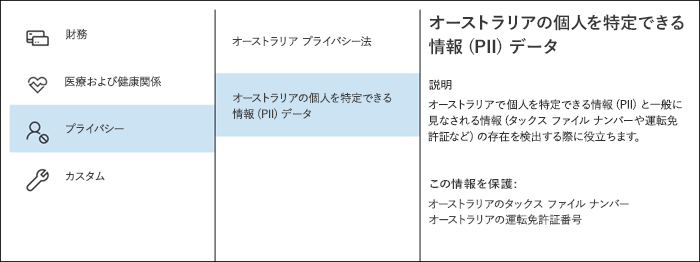 財務
医療および健康関係
プライバシー
カスタム
オーストラリア プライバシー法
オーストラリアの個人を特定できる
情報 (PII) データ
オーストラリアの個人を特定できる
情報 (PII) データ
説明
オーストラリアで個人を特定できる情報 (PII) と一般に
見なされる情報 (タックス ファイル ナンバーや運転免
許証など) の存在を検出する際に役立ちます。
この情報を保護:
オーストラリアのタックス ファイル ナンバー
オーストラリアの運転免許証番号